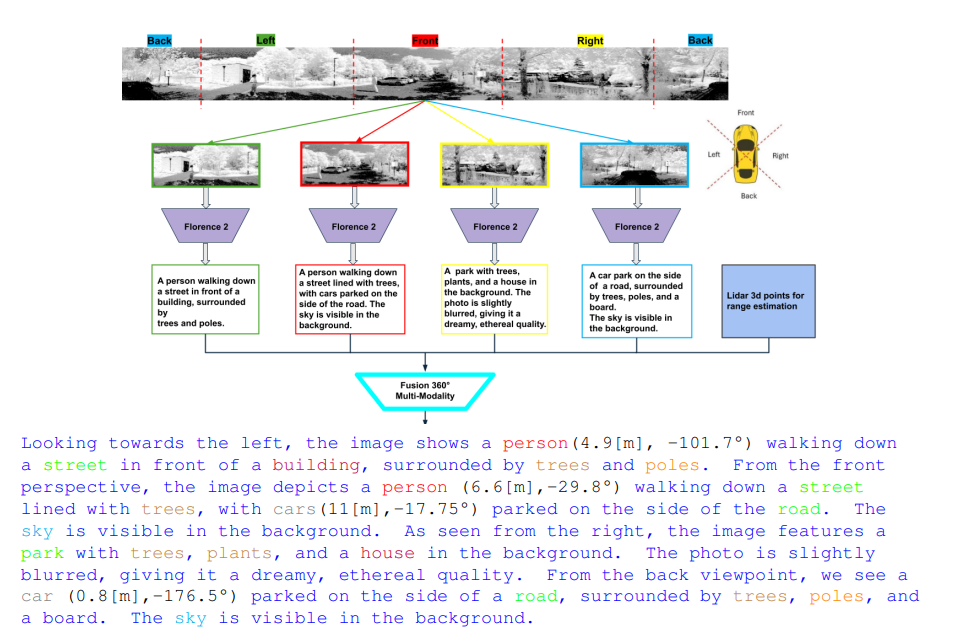 Back
Left
Front
Right
Back
Front
Left
Right
Back
Florence 2
Florence 2
Florence 2
Florence 2
A person walking down
a street in front of a
building, surrounded
by
trees and poles.
A person walking down
a street lined with trees,
with cars parked on the
side of the road. The
sky is visible in the
background.
A park with trees,
plants, and a house in
the background. The
photo is slightly
blurred, giving it a
dreamy, ethereal quality.
A car park on the side
of a road, surrounded
by trees, poles, and a
board.
The sky is visible in
the background.
Lidar 3d points for
range estimation
Fusion 360°
Multi-Modality
Looking towards the left, the image shows a person(4.9[m], -101.7°) walking down
a street in front of a building, surrounded by trees and poles. From the front
perspective, the image depicts a person (6.6[m],-29.8°) walking down a street
lined with trees, with cars(11[m],-17.75°) parked on the side of the road. The
sky is visible in the background. As seen from the right, the image features a
park with trees, plants, and a house in the background. The photo is slightly
blurred, giving it a dreamy, ethereal quality. From the back viewpoint, we see a
car (0.8[m],-176.5°) parked on the side of a road, surrounded by trees, poles, and
a board. The sky is visible in the background.